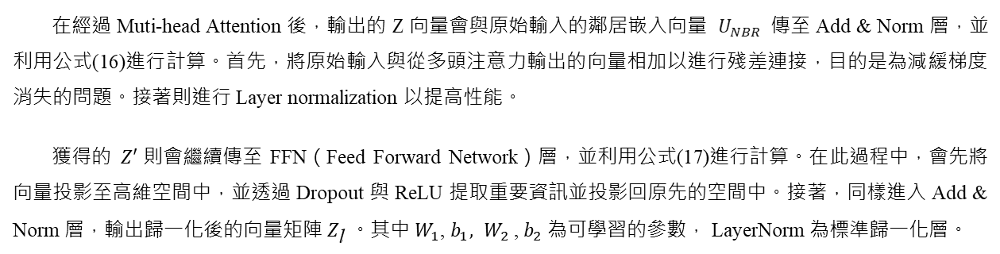 在經過 Muti-head Attention 後，輸出的 Z 向量會與原始輸入的鄰居嵌入向量 U_NBR 傳至 Add & Norm 層，並
利用公式(16)進行計算。首先，將原始輸入與從多頭注意力輸出的向量相加以進行殘差連接，目的是為減緩梯度
消失的問題。接著則進行 Layer normalization 以提高性能。
獲得的 Z′ 則會繼續傳至 FFN（Feed Forward Network）層，並利用公式(17)進行計算。在此過程中，會先將
向量投影至高維空間中，並透過 Dropout 與 ReLU 提取重要資訊並投影回原先的空間中。接著，同樣進入 Add &
Norm 層，輸出歸一化後的向量矩陣 Z_l 。其中 W₁, b₁, W₂ , b₂ 為可學習的參數， LayerNorm 為標準歸一化層。